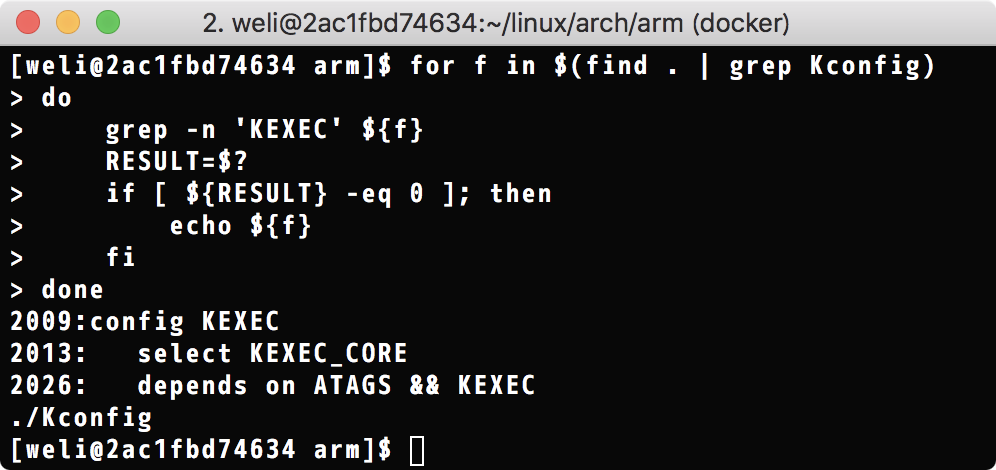 2. weli@2ac1fbd74634:~/linux/arch/arm (docker)
[weli@2ac1fbd74634 arm]$ for f in $(find . | grep Kconfig)
> do
>     grep -n 'KEXEC' ${f}
>     RESULT=$?
>     if [ ${RESULT} -eq 0 ]; then
>         echo ${f}
>     fi
> done
2009:config KEXEC
2013:   select KEXEC_CORE
2026:   depends on ATAGS && KEXEC
./Kconfig
[weli@2ac1fbd74634 arm]$